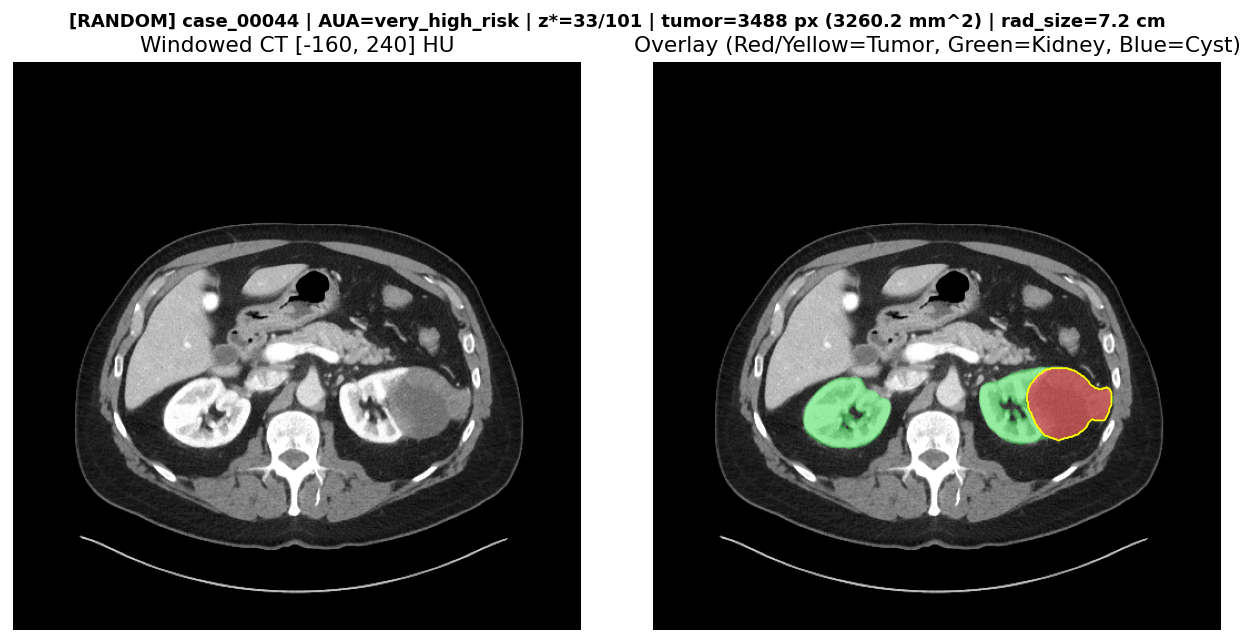 [RANDOM] case_00044 | AUA=very_high_risk | z*=33/101 | tumor=3488 px (3260.2 mm^2) | rad_size=7.2 cm
Windowed CT [-160, 240] HU
Overlay (Red/Yellow=Tumor, Green=Kidney, Blue=Cyst)